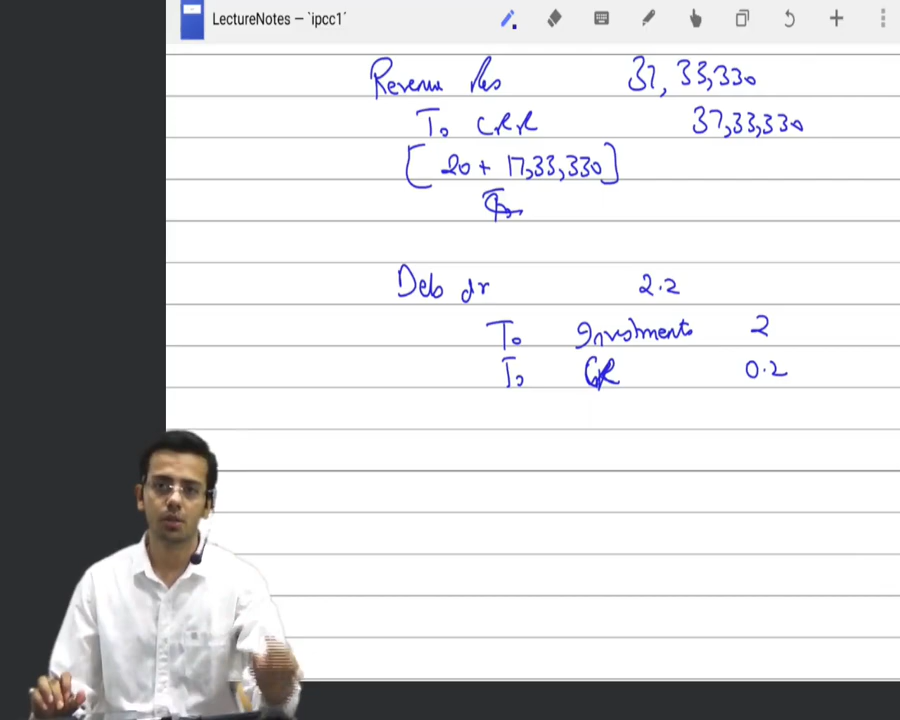 LectureNotes – `ipcc1´
Revenue Res 37,33,330
To CRR 37,33,330
[20 + 17,33,330]
Deb dr 2.2
To Investments 2
To CR 0.2